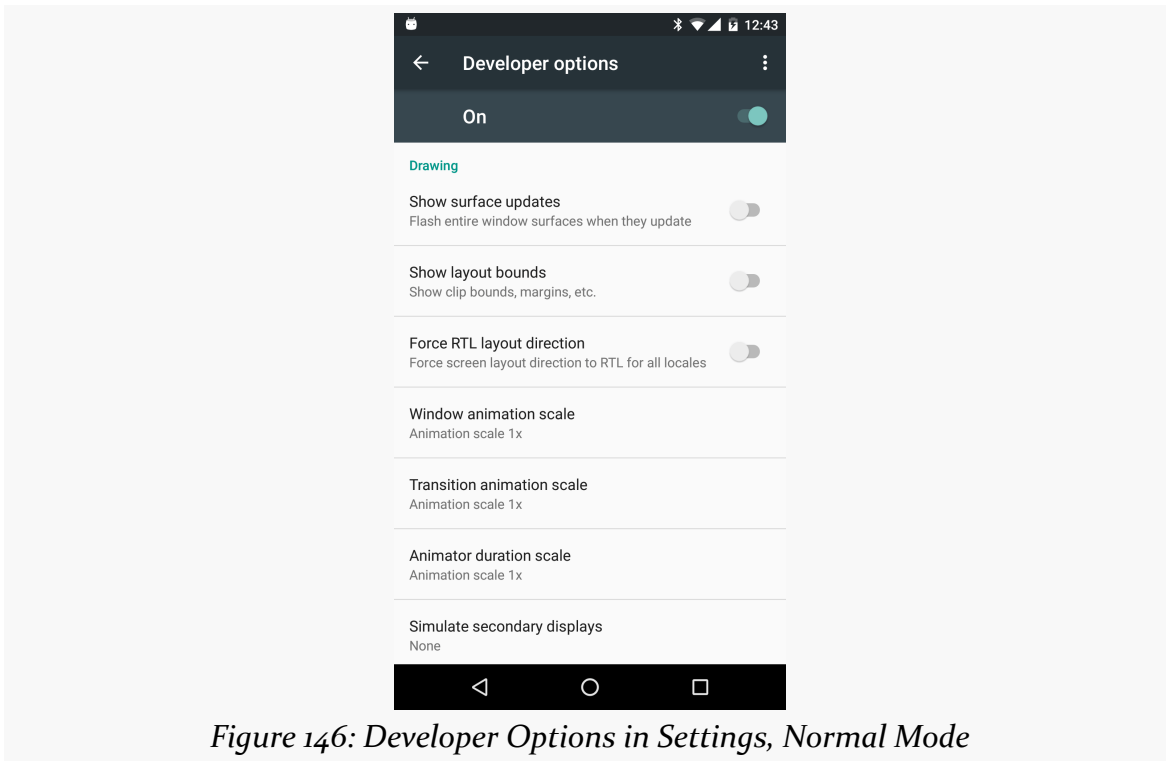 12:43
Developer options
On
Drawing
Show surface updates
Flash entire window surfaces when they update
Show layout bounds
Show clip bounds, margins, etc.
Force RTL layout direction
Force screen layout direction to RTL for all locales
Window animation scale
Animation scale 1x
Transition animation scale
Animation scale 1x
Animator duration scale
Animation scale 1x
Simulate secondary displays
None
Figure 146: Developer Options in Settings, Normal Mode